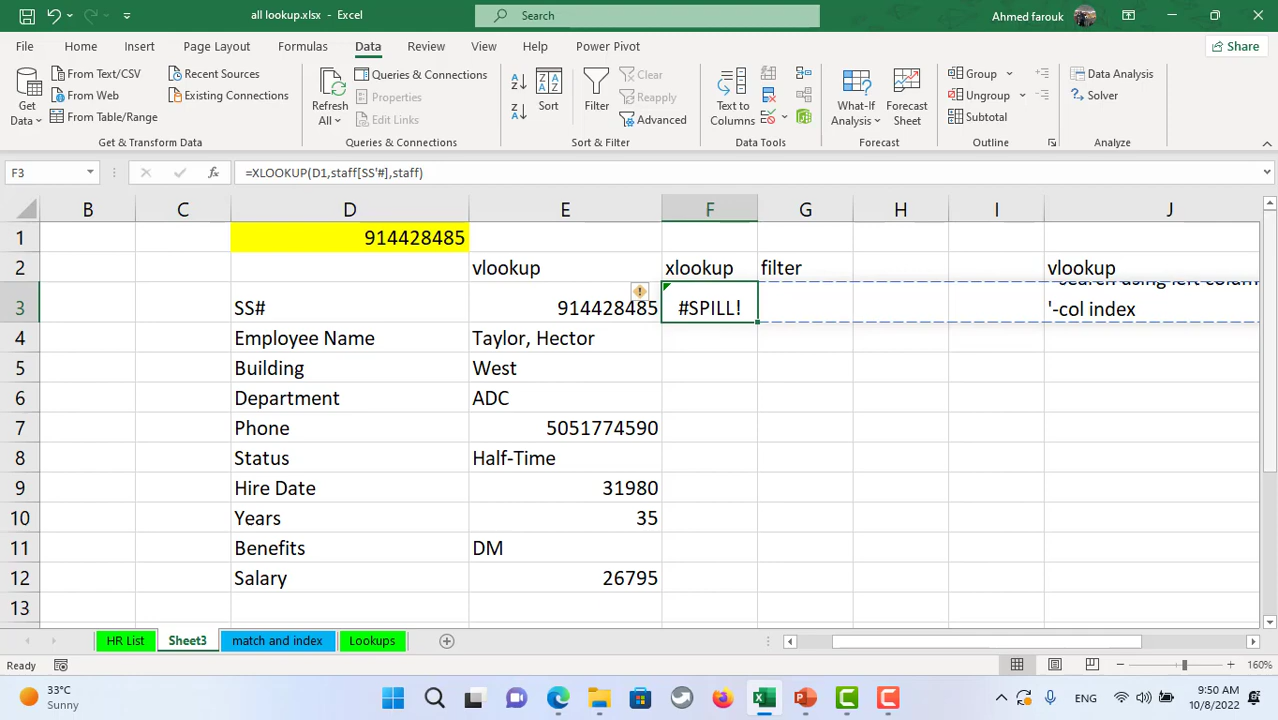 all lookup.xlsx - Excel
Search
Ahmed farouk
File Home Insert Page Layout Formulas Data Review View Help Power Pivot
Share
Get Data
From Text/CSV
From Web
From Table/Range
Recent Sources
Existing Connections
Refresh All
Queries & Connections
Properties
Edit Links
Sort
Filter
Clear
Reapply
Advanced
Text to Columns
What-If Analysis
Forecast Sheet
Group
Ungroup
Subtotal
Data Analysis
Solver
Get & Transform Data
Queries & Connections
Sort & Filter
Data Tools
Forecast
Outline
Analyze
F3
fx
=XLOOKUP(D1,staff[SS'#],staff)
B C D E F G H I J
1 914428485
2 vlookup xlookup filter vlookup
3 SS# 914428485 #SPILL! '-col index
4 Employee Name Taylor, Hector
5 Building West
6 Department ADC
7 Phone 5051774590
8 Status Half-Time
9 Hire Date 31980
10 Years 35
11 Benefits DM
12 Salary 26795
13
HR List Sheet3 match and index Lookups
Ready
160%
33°C
Sunny
ENG
9:50 AM
10/8/2022